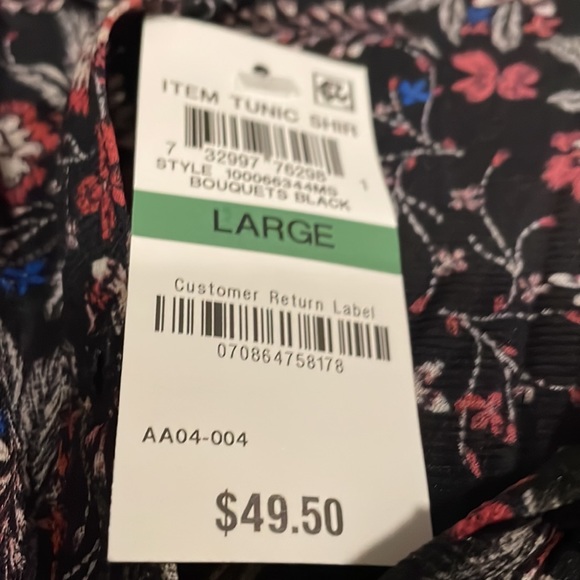 ITEM TUNIC SHIR
7 32997 76298 1
STYLE 100066344MS
BOUQUETS BLACK
LARGE
Customer Return Label
070864758178
AA04-004
$49.50